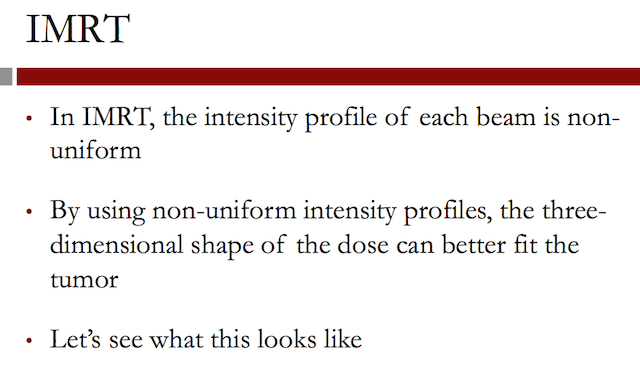 IMRT
• In IMRT, the intensity profile of each beam is non-
uniform
• By using non-uniform intensity profiles, the three-
dimensional shape of the dose can better fit the
tumor
• Let’s see what this looks like